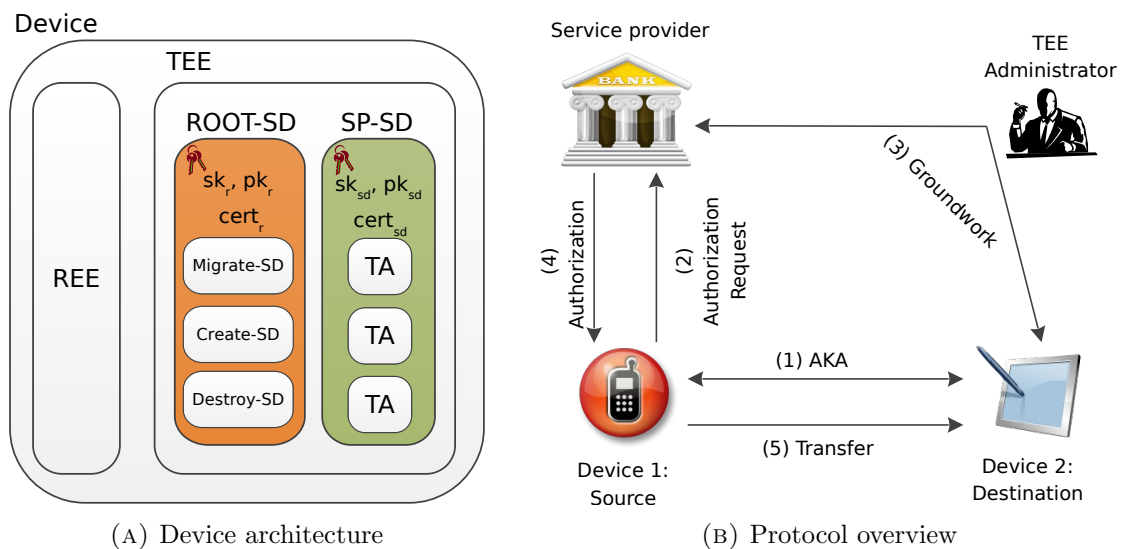 Device
TEE
REE
ROOT-SD
sk_r, pk_r
cert_r
Migrate-SD
Create-SD
Destroy-SD
SP-SD
sk_sd, pk_sd
cert_sd
TA
TA
TA
(A) Device architecture
Service provider
BANK
TEE
Administrator
(3) Groundwork
(4)
Authorization
(2)
Authorization
Request
(1) AKA
(5) Transfer
Device 1:
Source
Device 2:
Destination
(B) Protocol overview